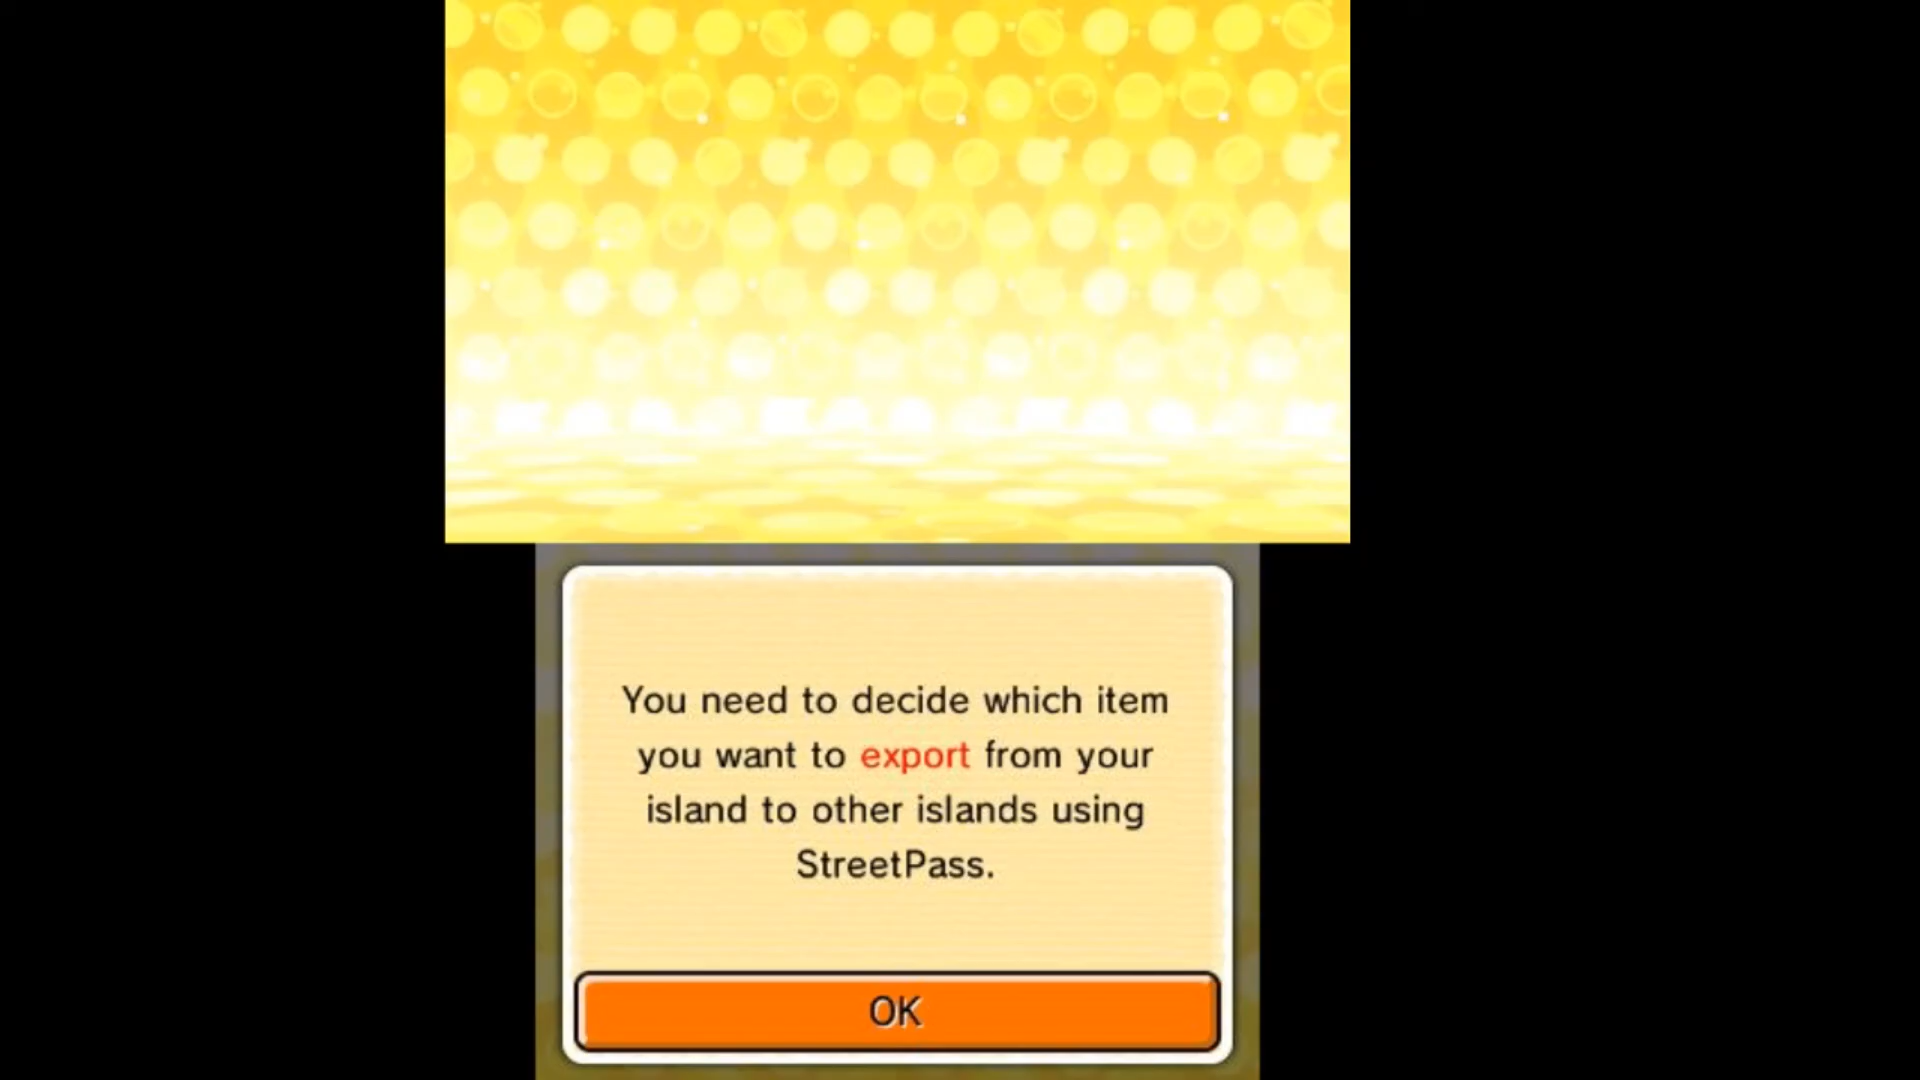 You need to decide which item
you want to export from your
island to other islands using
StreetPass.
OK